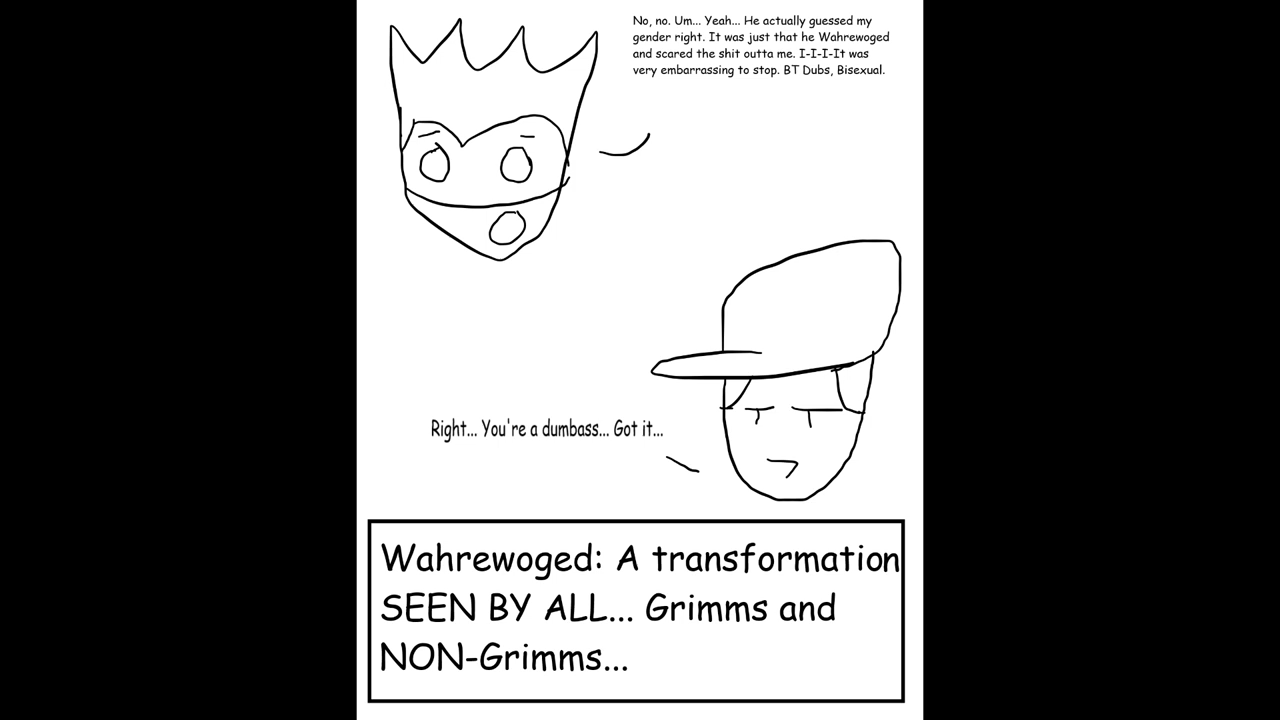 No, no. Um... Yeah... He actually guessed my
gender right. It was just that he Wahrewoged
and scared the shit outta me. I-I-I-It was
very embarrassing to stop. BT Dubs, Bisexual.
Right... You're a dumbass... Got it...
Wahrewoged: A transformation
SEEN BY ALL... Grimms and
NON-Grimms...